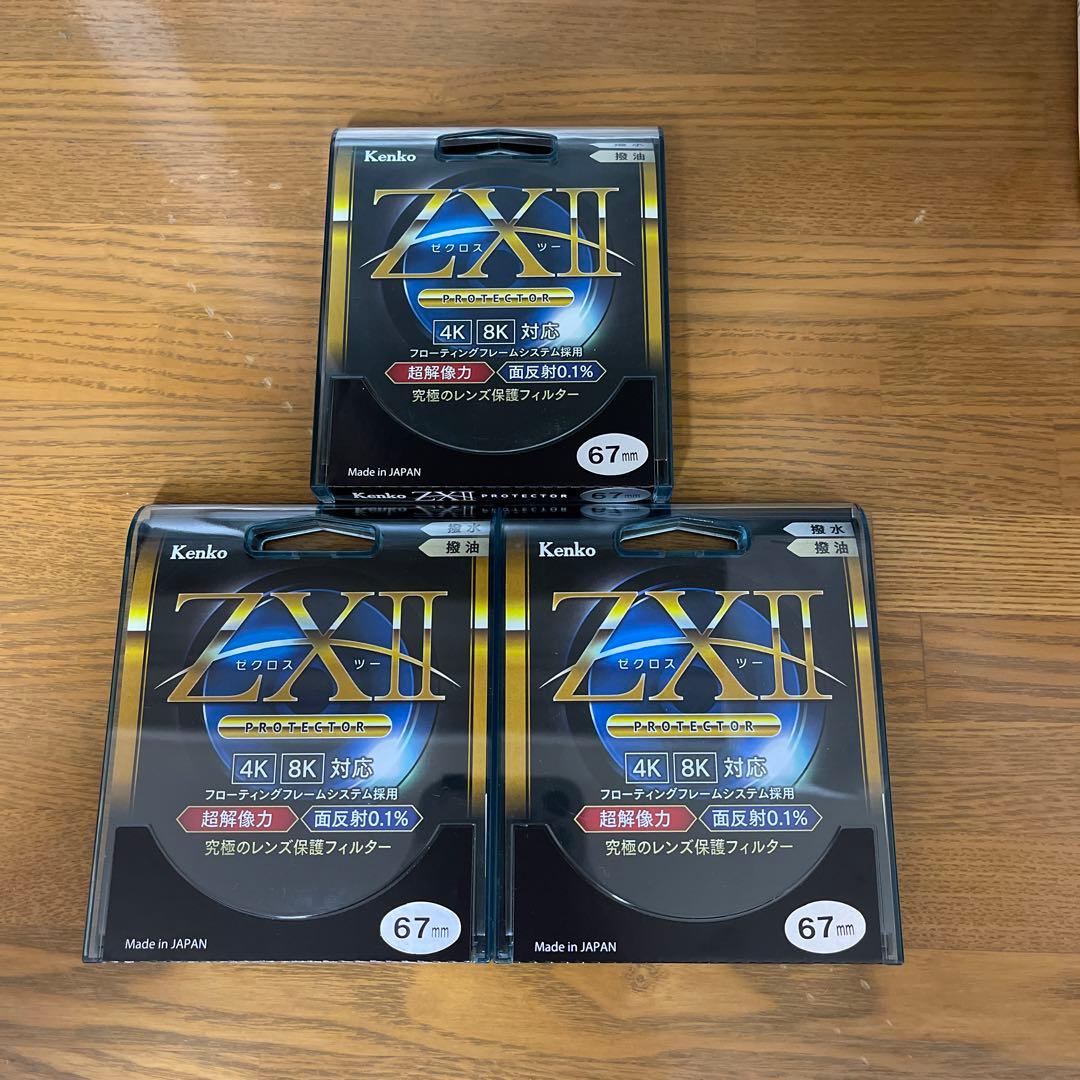 Kenko
撥水
撥油
ZXII
ゼクロス ツー
PROTECTOR
4K 8K 対応
フローティングフレームシステム採用
超解像力 面反射0.1%
究極のレンズ保護フィルター
Made in JAPAN
67mm
Kenko ZXII PROTECTOR 67mm
Kenko
撥水
撥油
ZXII
ゼクロス ツー
PROTECTOR
4K 8K 対応
フローティングフレームシステム採用
超解像力 面反射0.1%
究極のレンズ保護フィルター
Made in JAPAN
67mm
Kenko
撥水
撥油
ZXII
ゼクロス ツー
PROTECTOR
4K 8K 対応
フローティングフレームシステム採用
超解像力 面反射0.1%
究極のレンズ保護フィルター
Made in JAPAN
67mm